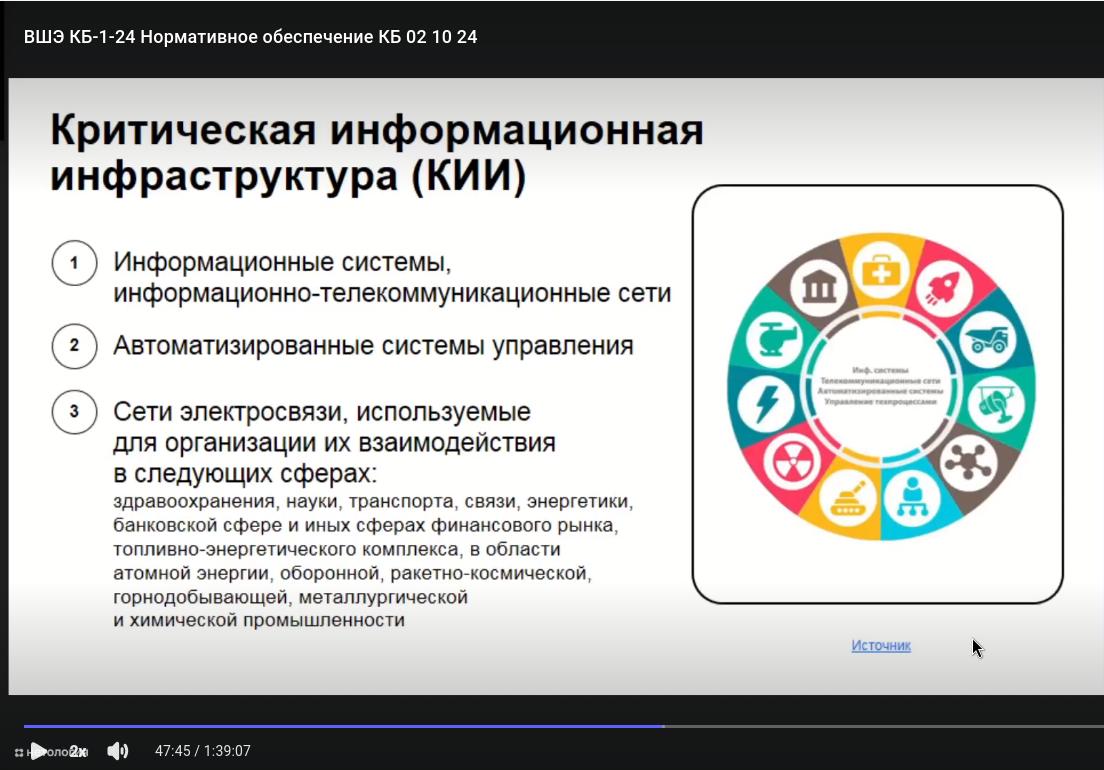 ВШЭ КБ-1-24 Нормативное обеспечение КБ 02 10 24
Критическая информационная
инфраструктура (КИИ)
1
Информационные системы,
информационно-телекоммуникационные сети
2
Автоматизированные системы управления
3
Сети электросвязи, используемые
для организации их взаимодействия
в следующих сферах:
здравоохранения, науки, транспорта, связи, энергетики,
банковской сфере и иных сферах финансового рынка,
топливно-энергетического комплекса, в области
атомной энергии, оборонной, ракетно-космической,
горнодобывающей, металлургической
и химической промышленности
Инф. системы
Телекоммуникационные сети
Автоматизированные системы
Управление техпроцессами
Источник
2x
47:45 / 1:39:07